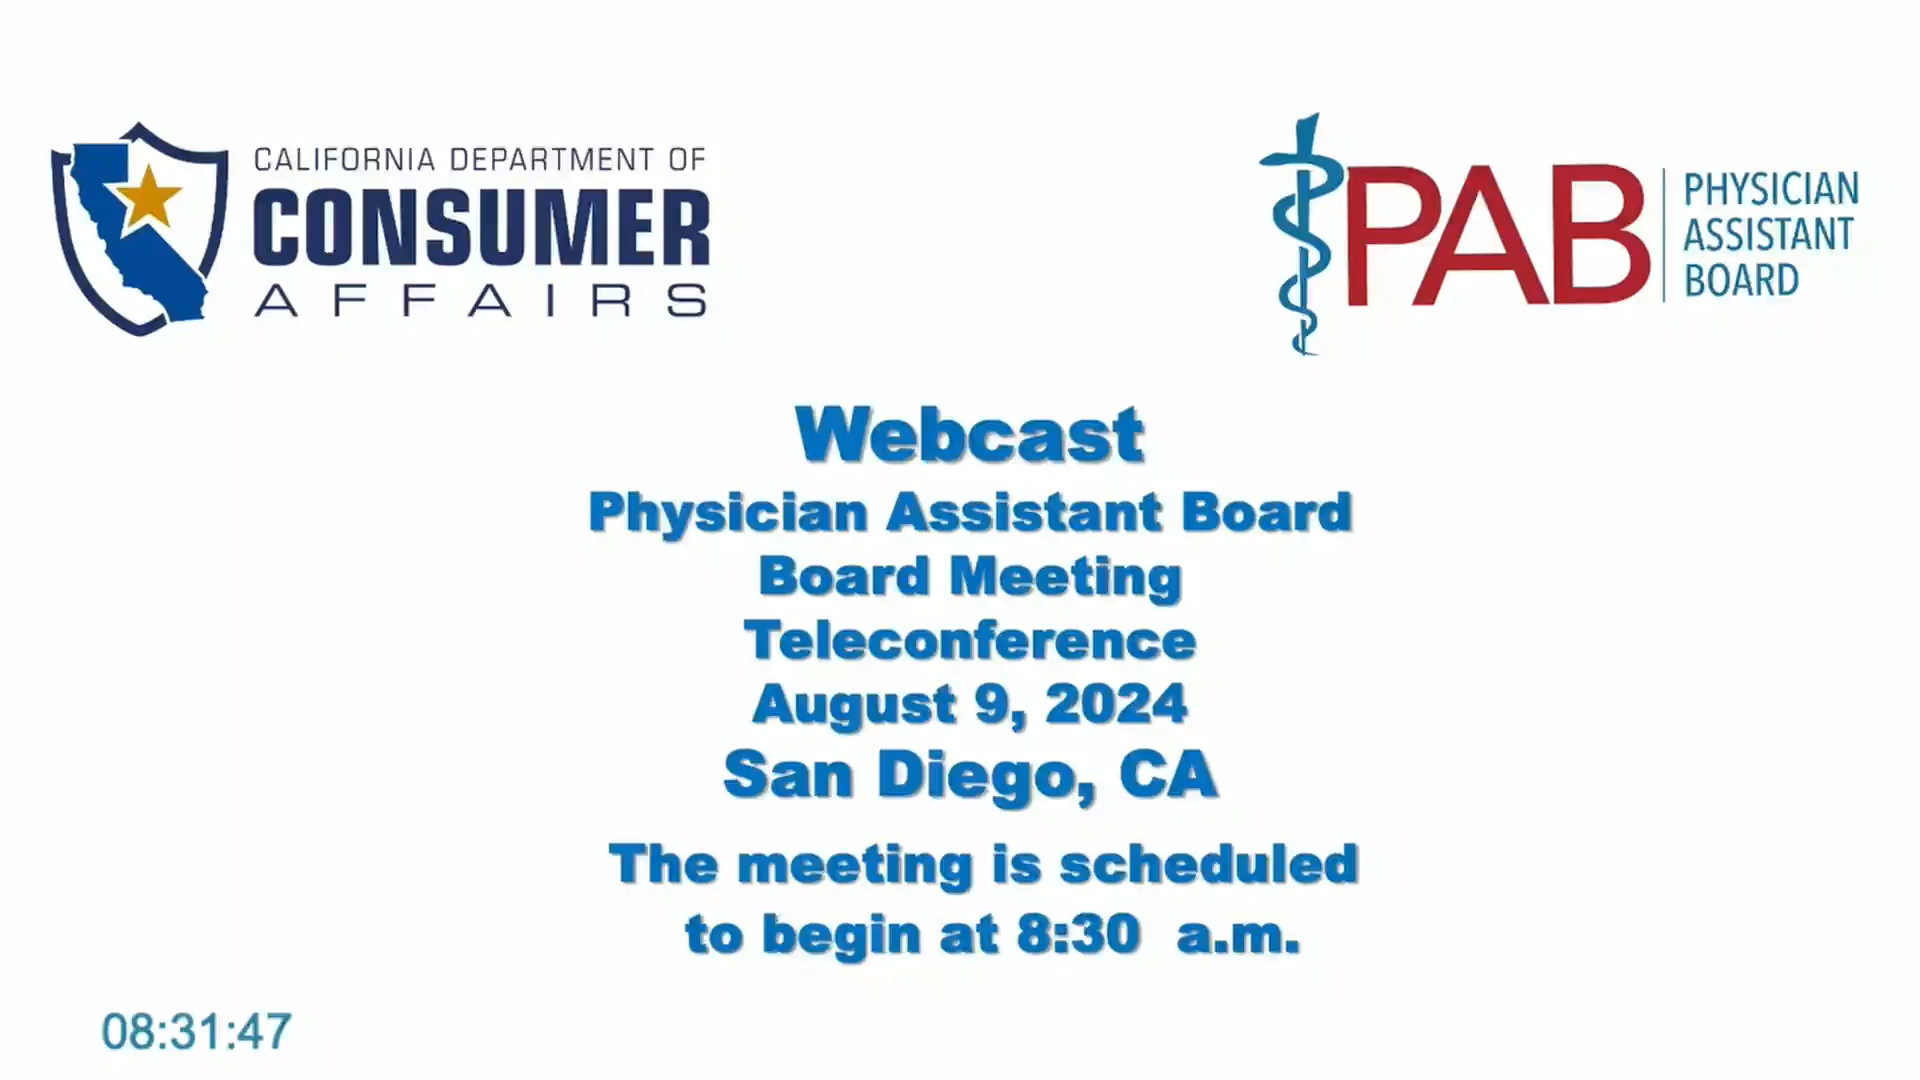 CALIFORNIA DEPARTMENT OF
CONSUMER
AFFAIRS
PAB
PHYSICIAN
ASSISTANT
BOARD
Webcast
Physician Assistant Board
Board Meeting
Teleconference
August 9, 2024
San Diego, CA
The meeting is scheduled
to begin at 8:30 a.m.
08:31:47